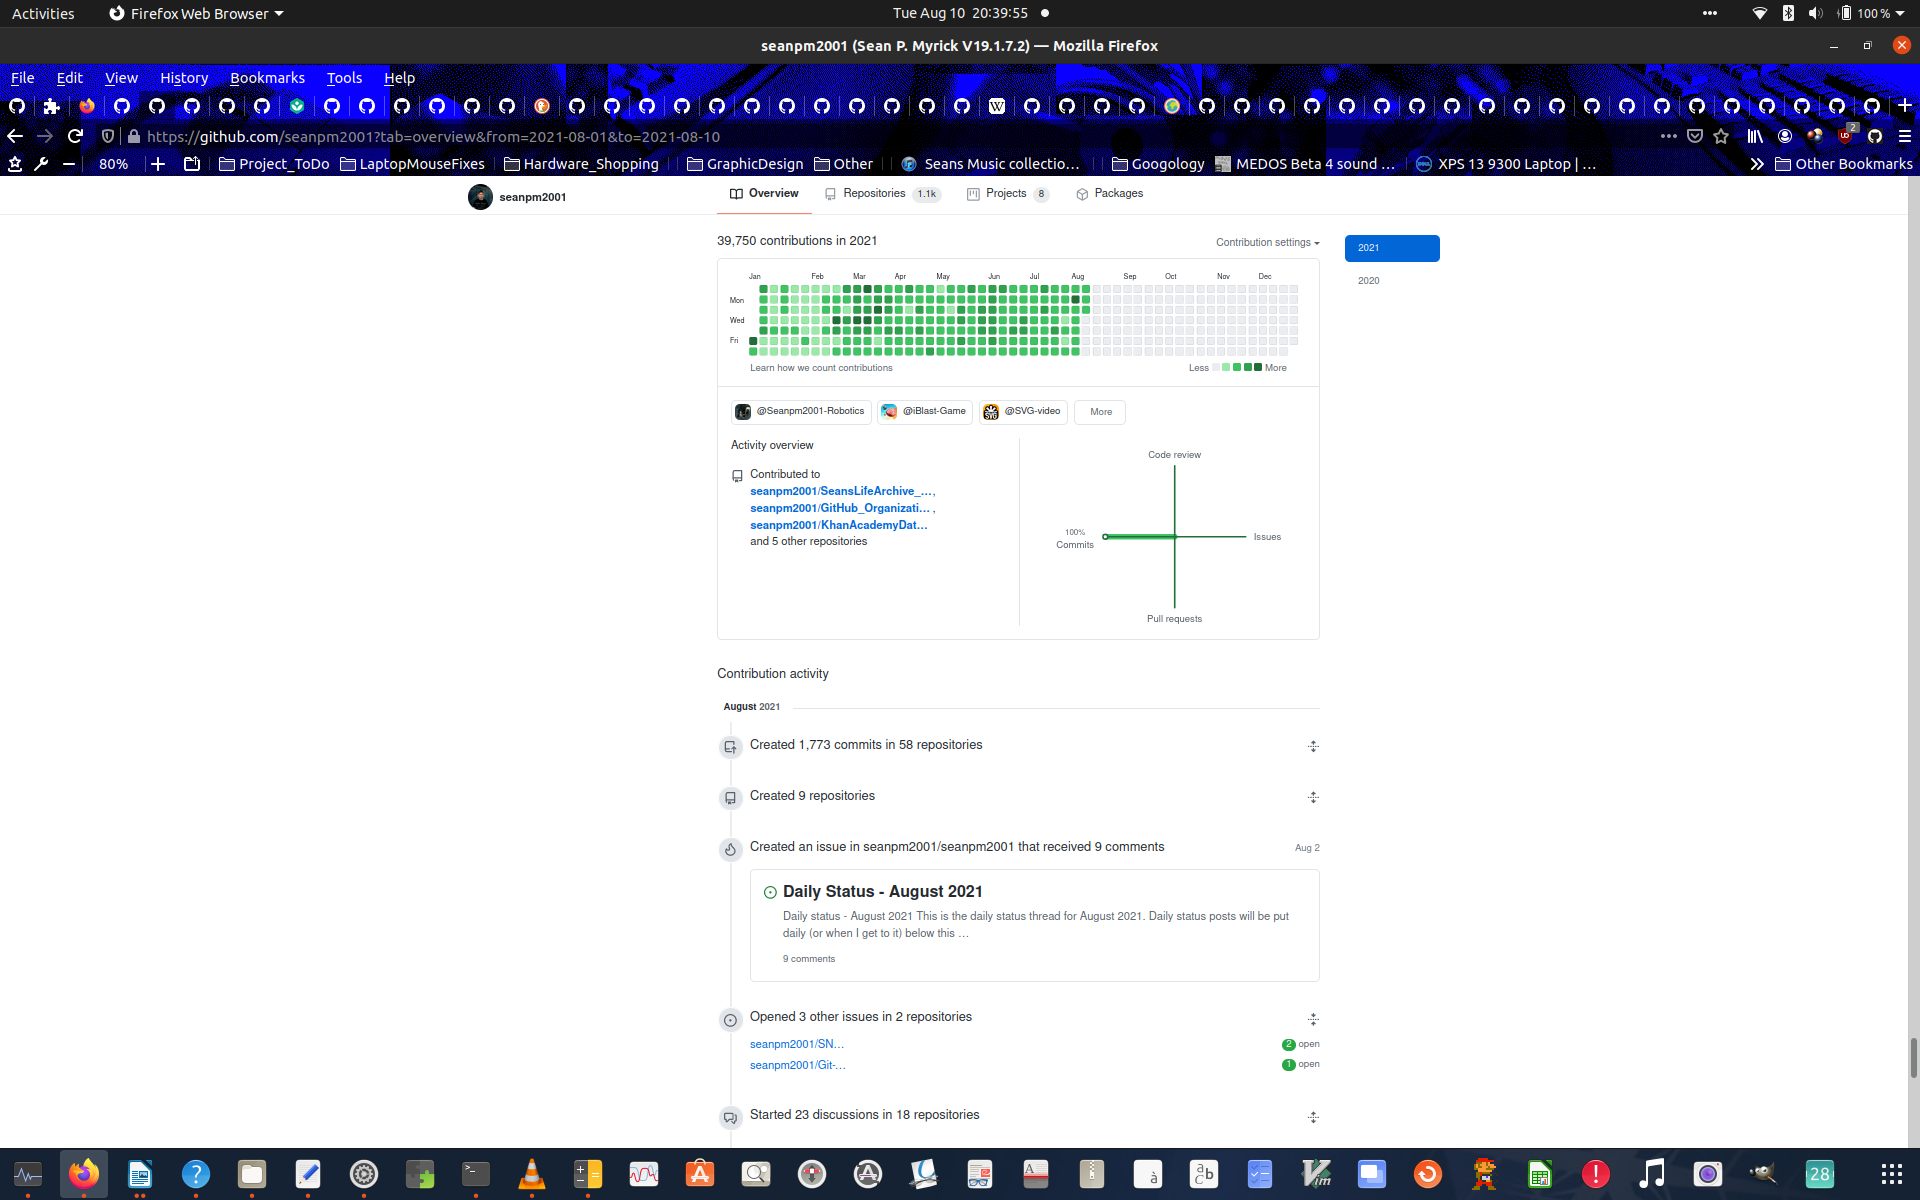 Activities
Firefox Web Browser
Tue Aug 10 20:39:55
100 %
seanpm2001 (Sean P. Myrick V19.1.7.2) — Mozilla Firefox
File Edit View History Bookmarks Tools Help
https://github.com/seanpm2001?tab=overview&from=2021-08-01&to=2021-08-10
2
80%
Project_ToDo
LaptopMouseFixes
Hardware_Shopping
GraphicDesign
Other
Seans Music collectio…
Googology
MEDOS Beta 4 sound …
XPS 13 9300 Laptop | …
Other Bookmarks
seanpm2001
Overview
Repositories 1.1k
Projects 8
Packages
39,750 contributions in 2021
Contribution settings
2021
2020
Jan Feb Mar Apr May Jun Jul Aug Sep Oct Nov Dec
Mon
Wed
Fri
Learn how we count contributions
Less
More
@Seanpm2001-Robotics
@iBlast-Game
@SVG-video
More
Activity overview
Contributed to
seanpm2001/SeansLifeArchive_…,
seanpm2001/GitHub_Organizati… ,
seanpm2001/KhanAcademyDat…
and 5 other repositories
Code review
100%
Commits
Issues
Pull requests
Contribution activity
August 2021
Created 1,773 commits in 58 repositories
Created 9 repositories
Created an issue in seanpm2001/seanpm2001 that received 9 comments
Aug 2
Daily Status - August 2021
Daily status - August 2021 This is the daily status thread for August 2021. Daily status posts will be put
daily (or when I get to it) below this …
9 comments
Opened 3 other issues in 2 repositories
seanpm2001/SN…
2 open
seanpm2001/Git-…
1 open
Started 23 discussions in 18 repositories
28